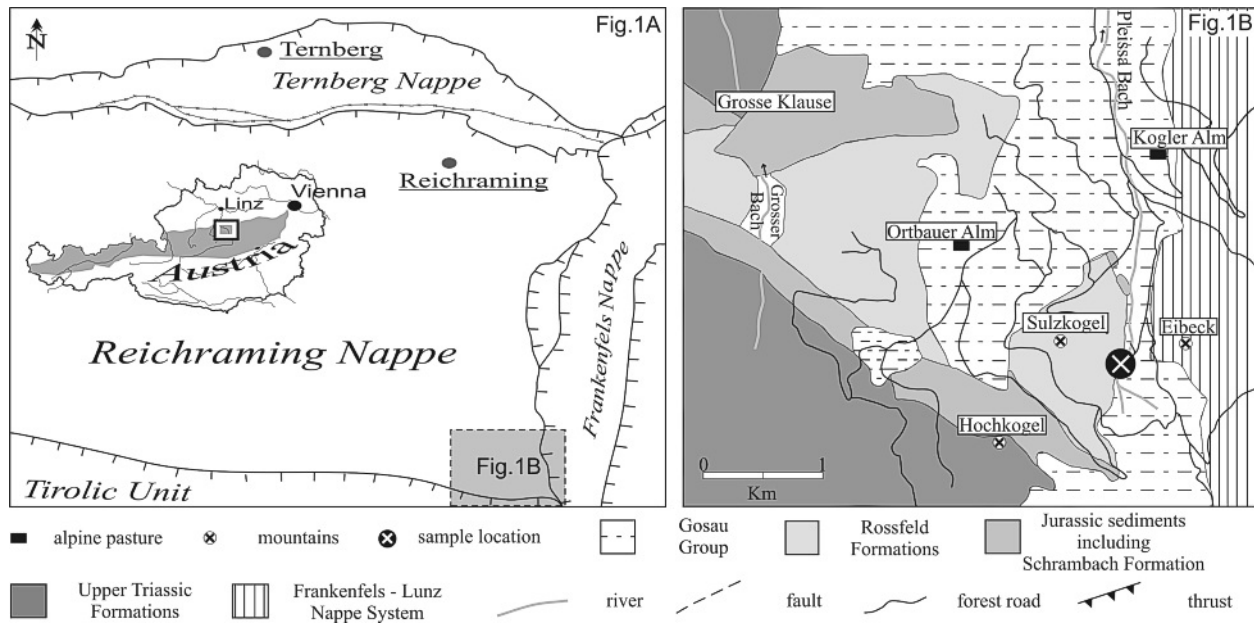 Fig.1A
N
Ternberg
Ternberg Nappe
Reichraming
Vienna
Linz
Austria
Reichraming Nappe
Frankenfels Nappe
Fig.1B
Tirolic Unit
Fig.1B
Pleissa Bach
Grosse Klause
Kogler Alm
Grosser
Bach
Ortbauer Alm
Sulzkogel
Eibeck
Hochkogel
0 1
Km
alpine pasture
mountains
sample location
Gosau
Group
Rossfeld
Formations
Jurassic sediments
including
Schrambach Formation
Upper Triassic
Formations
Frankenfels - Lunz
Nappe System
river
fault
forest road
thrust